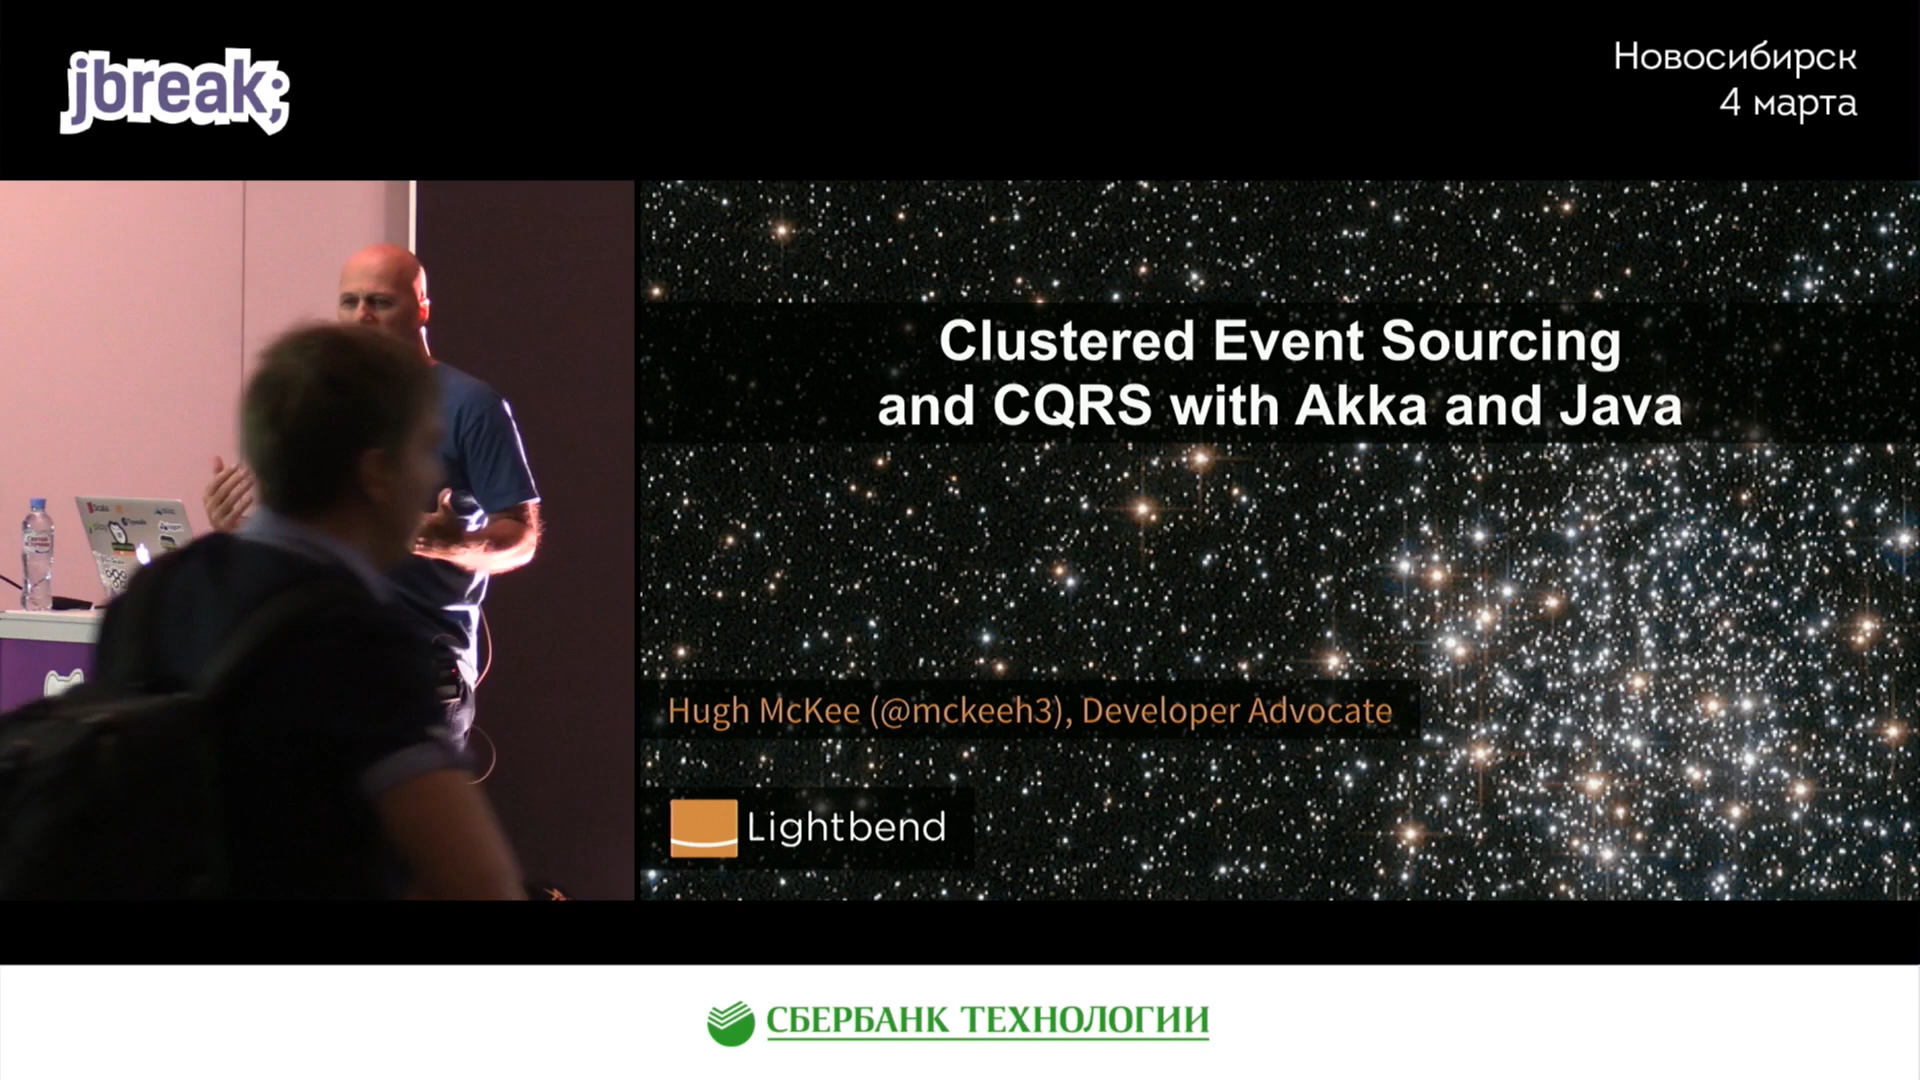 jbreak;
Новосибирск
4 марта
Clustered Event Sourcing
and CQRS with Akka and Java
Hugh McKee (@mckeeh3), Developer Advocate
Lightbend
СБЕРБАНК ТЕХНОЛОГИИ